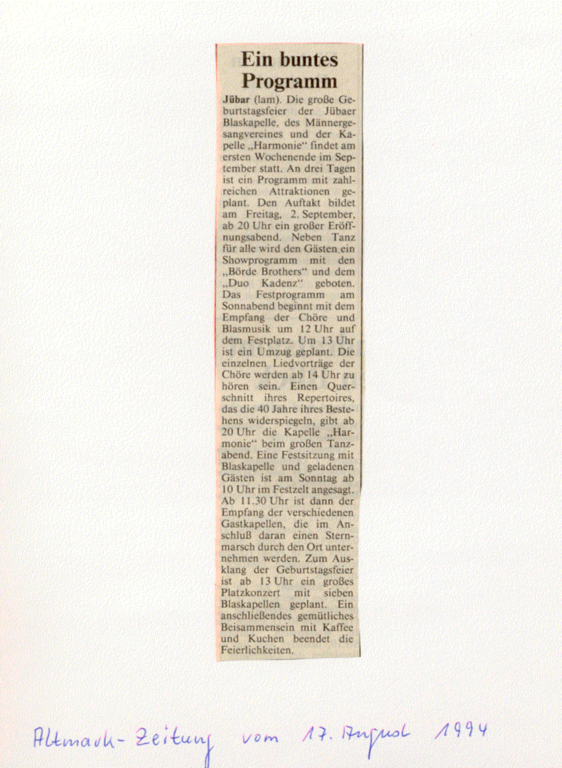 Ein buntes
Programm
Jübar (lam). Die große Ge-
burtstagsfeier der Jübaer
Blaskapelle, des Männerge-
sangvereines und der Ka-
pelle „Harmonie“ findet am
ersten Wochenende im Sep-
tember statt. An drei Tagen
ist ein Programm mit zahl-
reichen Attraktionen ge-
plant. Den Auftakt bildet
am Freitag, 2. September,
ab 20 Uhr ein großer Eröff-
nungsabend. Neben Tanz
für alle wird den Gästen ein
Showprogramm mit den
„Börde Brothers“ und dem
„Duo Kadenz“ geboten.
Das Festprogramm am
Sonnabend beginnt mit dem
Empfang der Chöre und
Blasmusik um 12 Uhr auf
dem Festplatz. Um 13 Uhr
ist ein Umzug geplant. Die
einzelnen Liedvorträge der
Chöre werden ab 14 Uhr zu
hören sein. Einen Quer-
schnitt ihres Repertoires,
das die 40 Jahre ihres Beste-
hens widerspiegeln, gibt ab
20 Uhr die Kapelle „Har-
monie“ beim großen Tanz-
abend. Eine Festsitzung mit
Blaskapelle und geladenen
Gästen ist am Sonntag ab
10 Uhr im Festzelt angesagt.
Ab 11.30 Uhr ist dann der
Empfang der verschiedenen
Gastkapellen, die im An-
schluß daran einen Stern-
marsch durch den Ort unter-
nehmen werden. Zum Aus-
klang der Geburtstagsfeier
ist ab 13 Uhr ein großes
Platzkonzert mit sieben
Blaskapellen geplant. Ein
anschließendes gemütliches
Beisammensein mit Kaffee
und Kuchen beendet die
Feierlichkeiten.
Altmark-Zeitung vom 17. August 1994